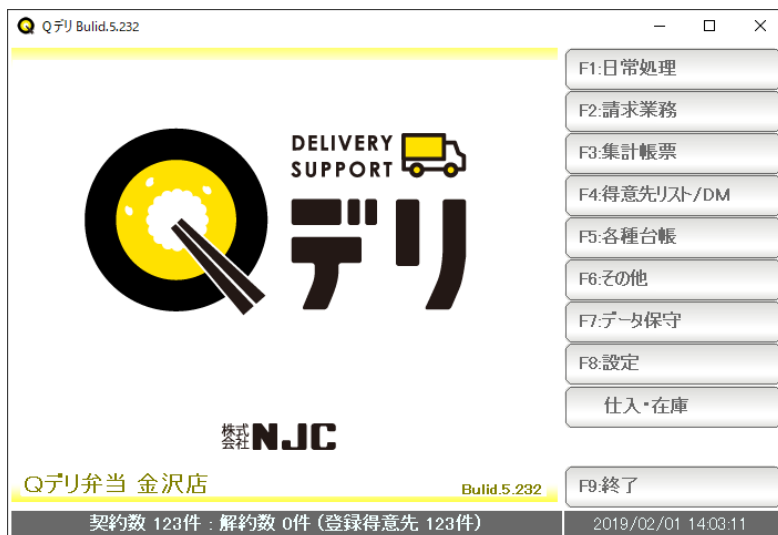 Qデリ Bulid.5.232
DELIVERY
SUPPORT
Qデリ
株式会社NJC
Qデリ弁当 金沢店
Bulid.5.232
契約数 123件 : 解約数 0件 (登録得意先 123件)
F1:日常処理
F2:請求業務
F3:集計帳票
F4:得意先リスト/DM
F5:各種台帳
F6:その他
F7:データ保守
F8:設定
仕入・在庫
F9:終了
2019/02/01 14:03:11